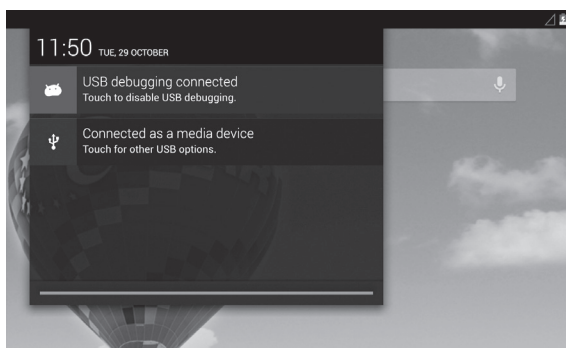 11:50 TUE, 29 OCTOBER
USB debugging connected
Touch to disable USB debugging.
Connected as a media device
Touch for other USB options.